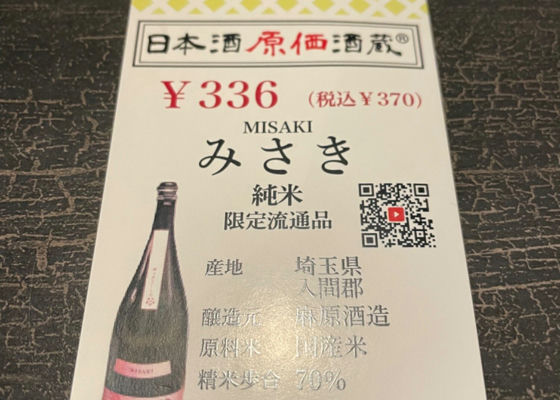 日本酒原価酒蔵®
￥336 (税込￥370)
MISAKI
みさき
純米
限定流通品
産地 埼玉県
入間郡
醸造元 麻原酒造
原料米 国産米
精米歩合 70%
MISAKI